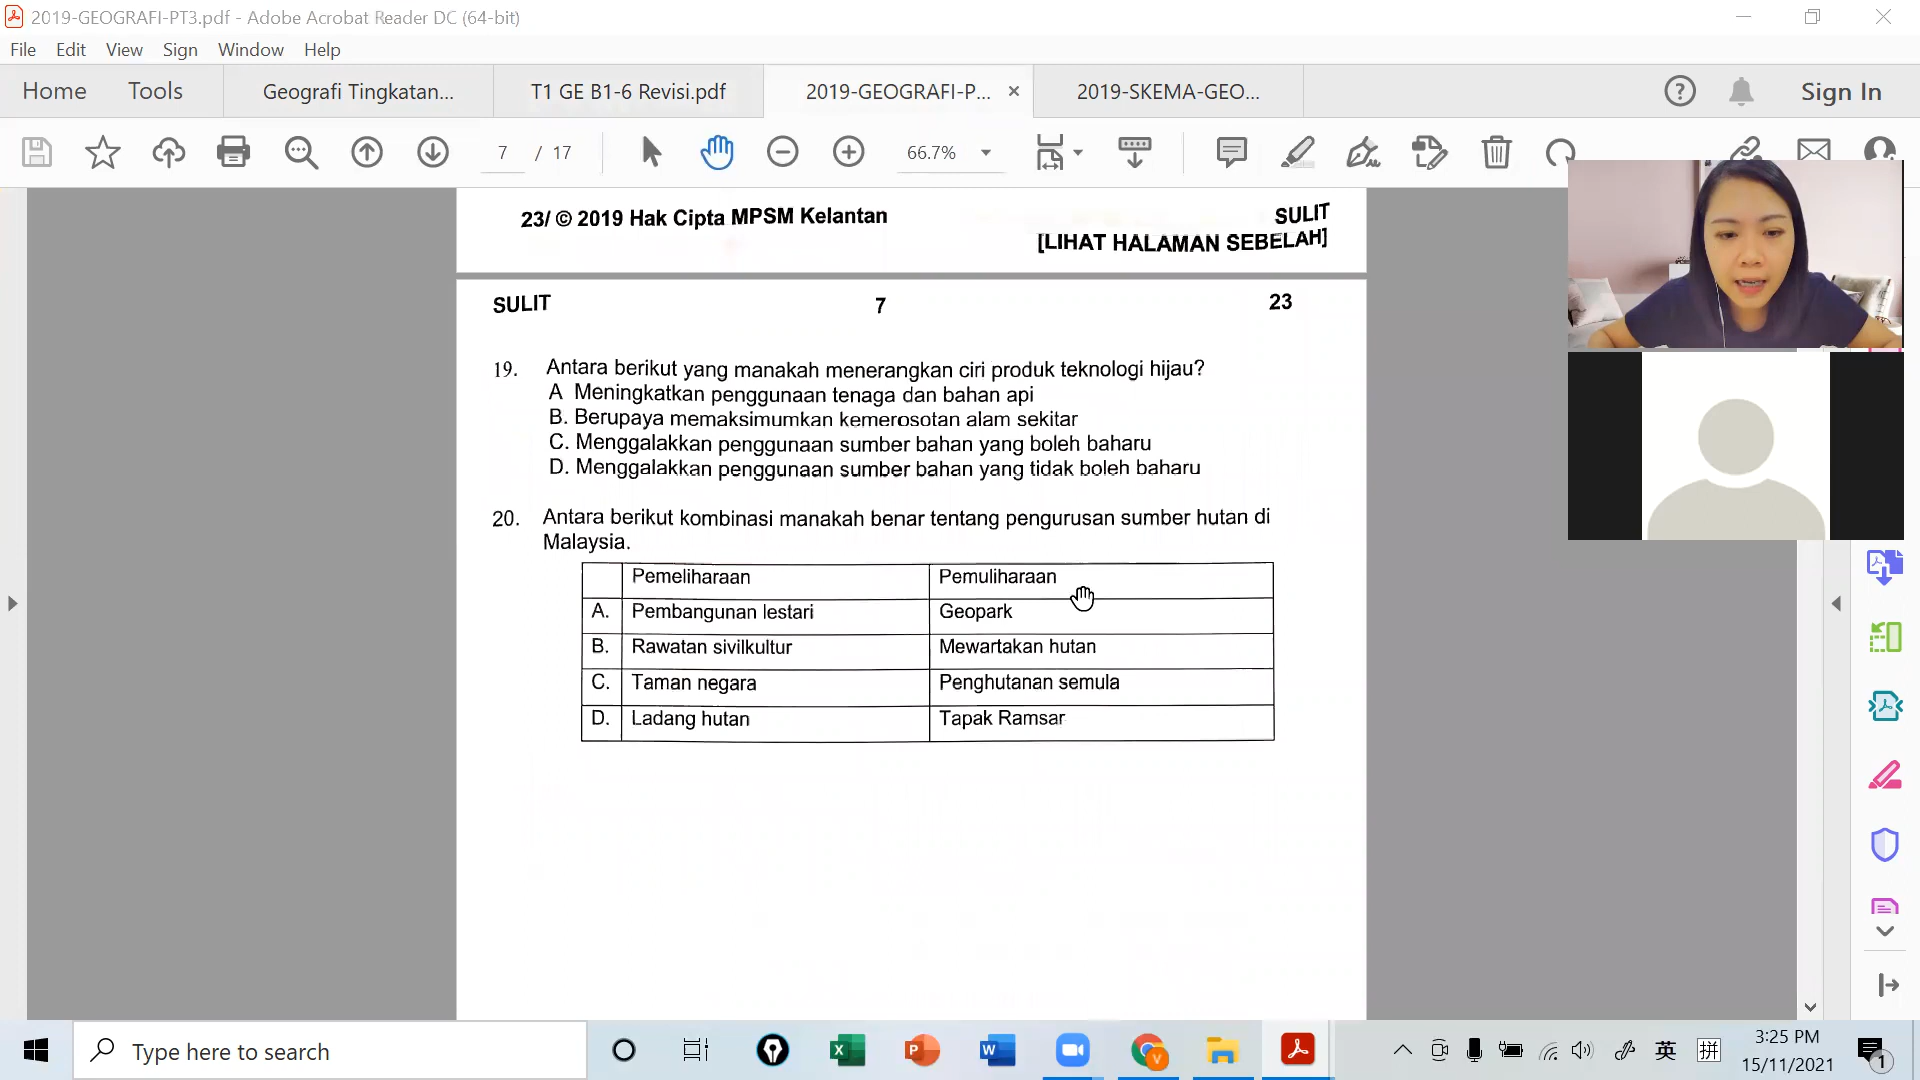 2019-GEOGRAFI-PT3.pdf - Adobe Acrobat Reader DC (64-bit)
File Edit View Sign Window Help
Home Tools Geografi Tingkatan... T1 GE B1-6 Revisi.pdf 2019-GEOGRAFI-P... × 2019-SKEMA-GEO... Sign In
7 / 17 66.7%
23/ © 2019 Hak Cipta MPSM Kelantan
SULIT
[LIHAT HALAMAN SEBELAH]
SULIT 7 23
19. Antara berikut yang manakah menerangkan ciri produk teknologi hijau?
A Meningkatkan penggunaan tenaga dan bahan api
B. Berupaya memaksimumkan kemerosotan alam sekitar
C. Menggalakkan penggunaan sumber bahan yang boleh baharu
D. Menggalakkan penggunaan sumber bahan yang tidak boleh baharu
20. Antara berikut kombinasi manakah benar tentang pengurusan sumber hutan di
Malaysia.
Pemeliharaan Pemuliharaan
A. Pembangunan lestari Geopark
B. Rawatan sivilkultur Mewartakan hutan
C. Taman negara Penghutanan semula
D. Ladang hutan Tapak Ramsar
Type here to search
英 拼
3:25 PM
15/11/2021
1